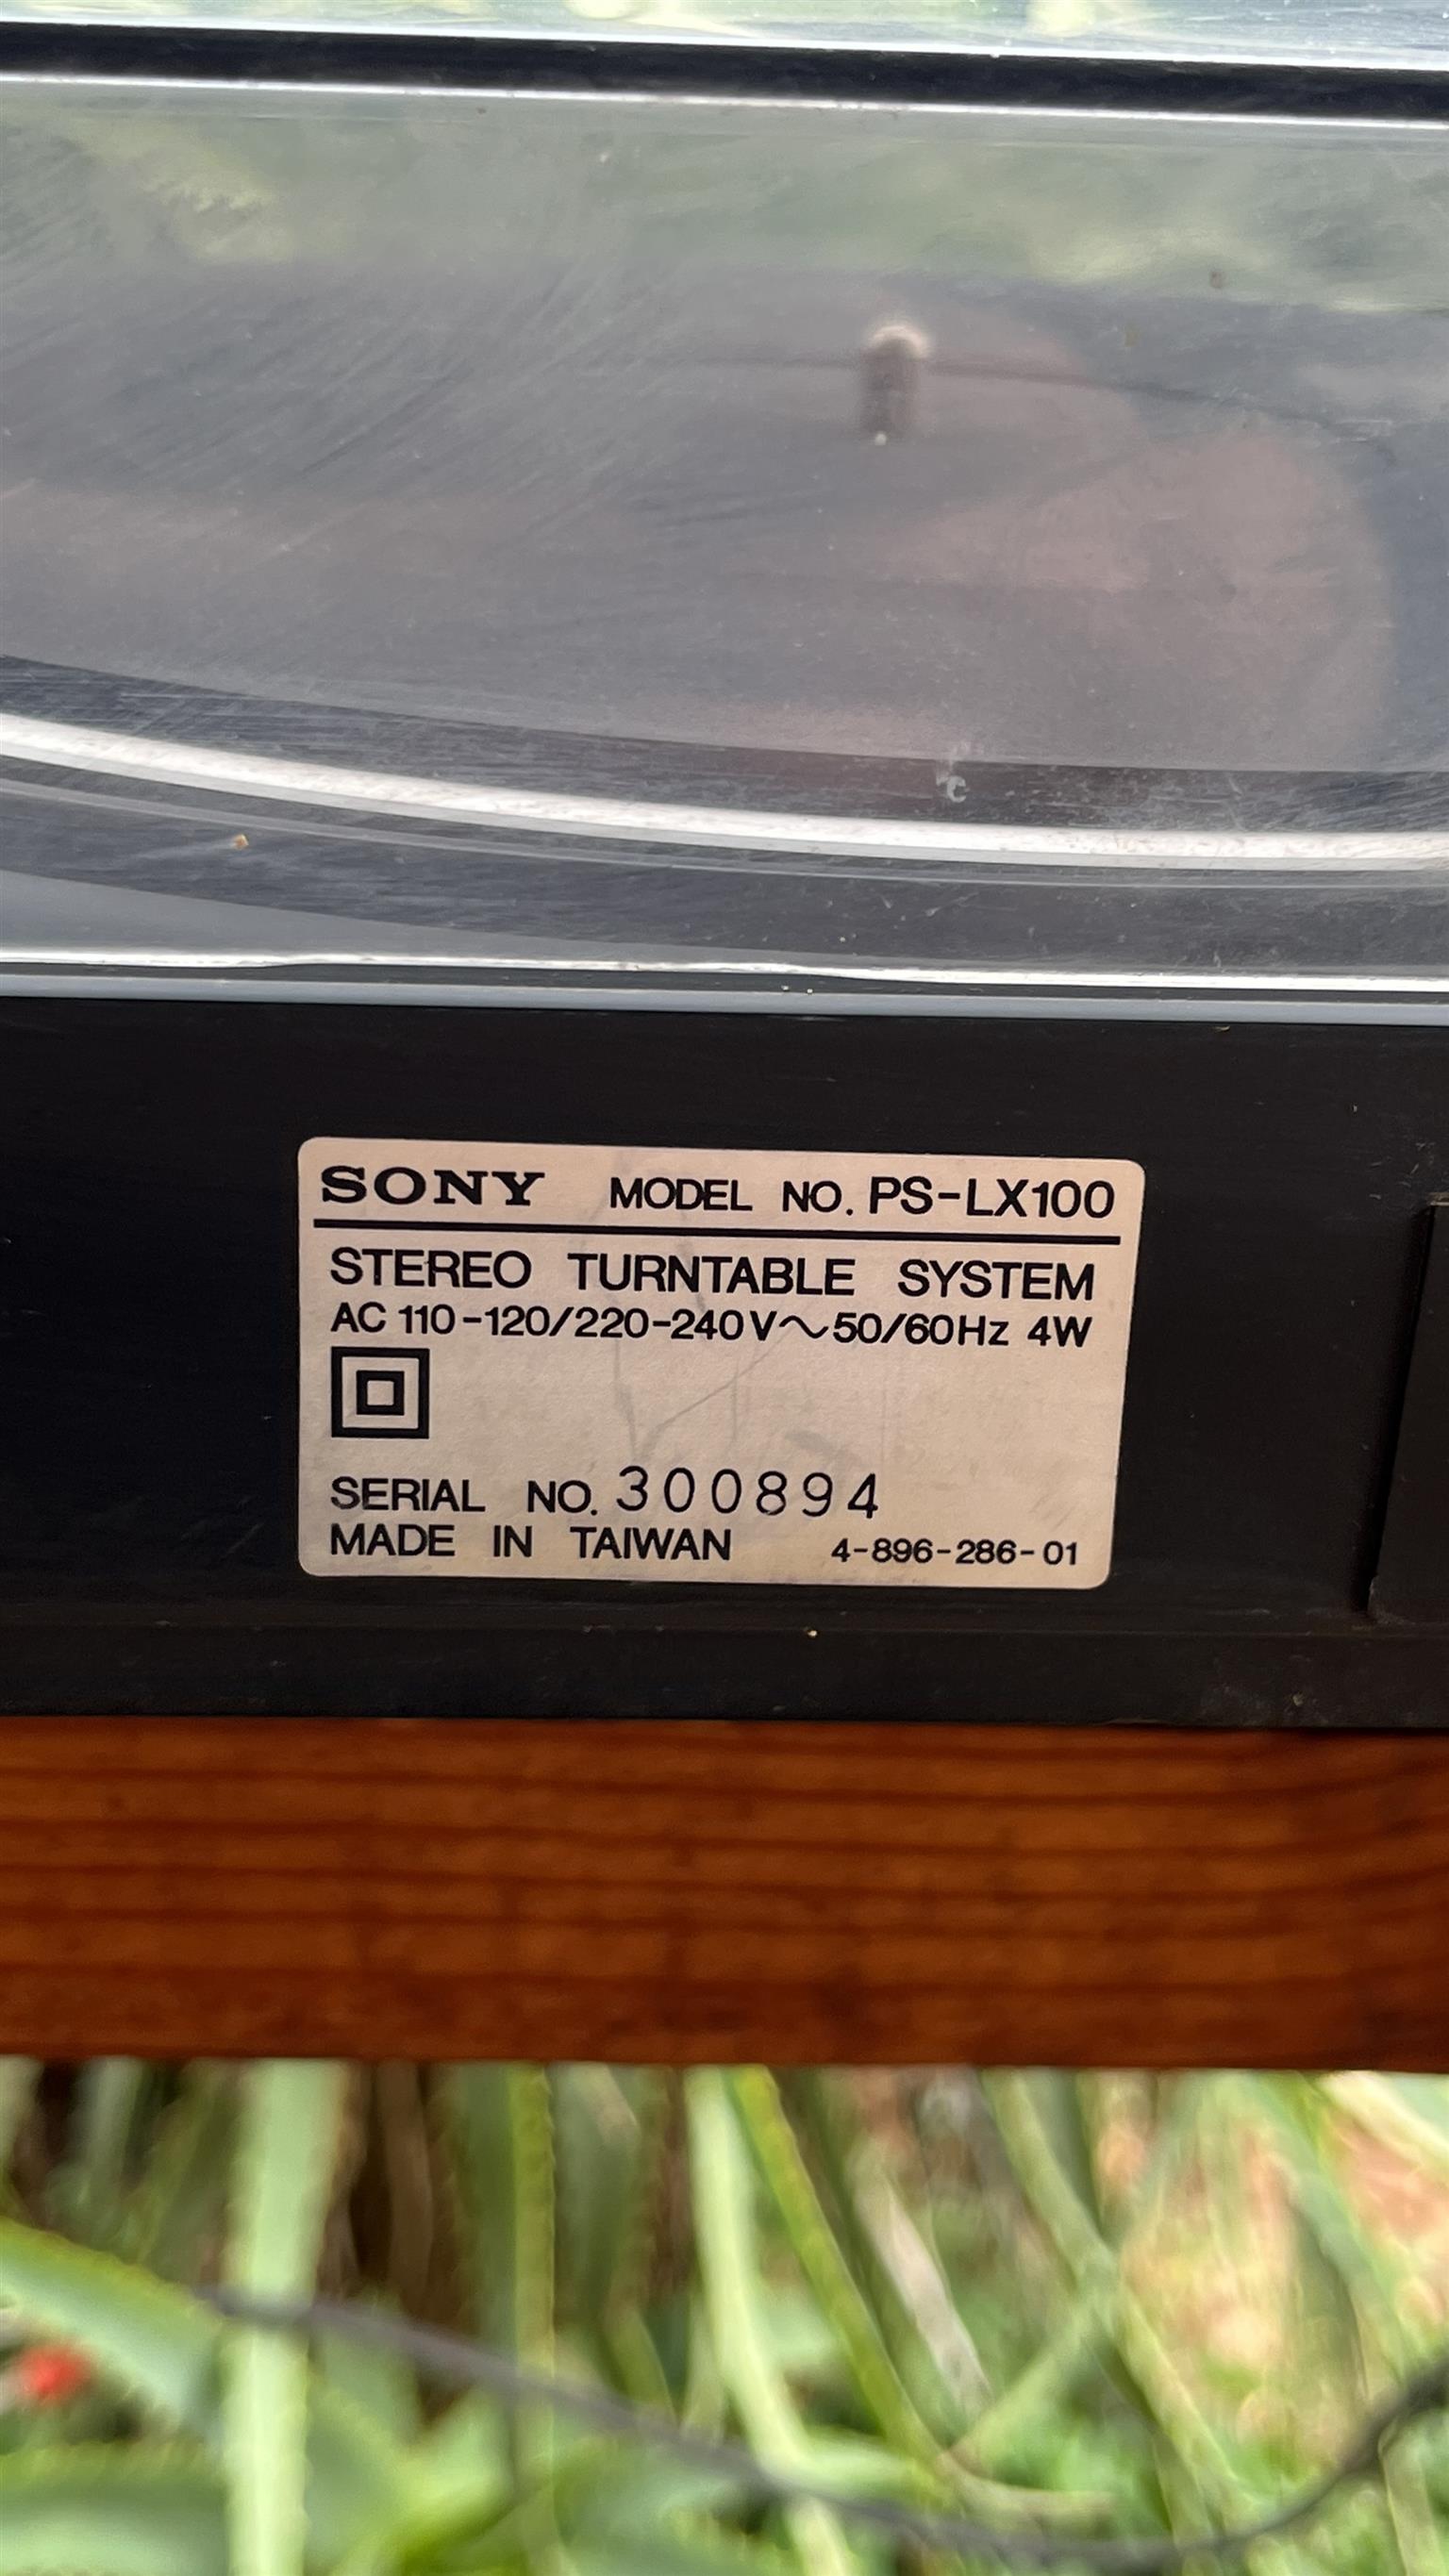 SONY MODEL NO. PS-LX100
STEREO TURNTABLE SYSTEM
AC 110-120/220-240V～50/60Hz 4W
SERIAL NO. 300894
MADE IN TAIWAN 4-896-286-01